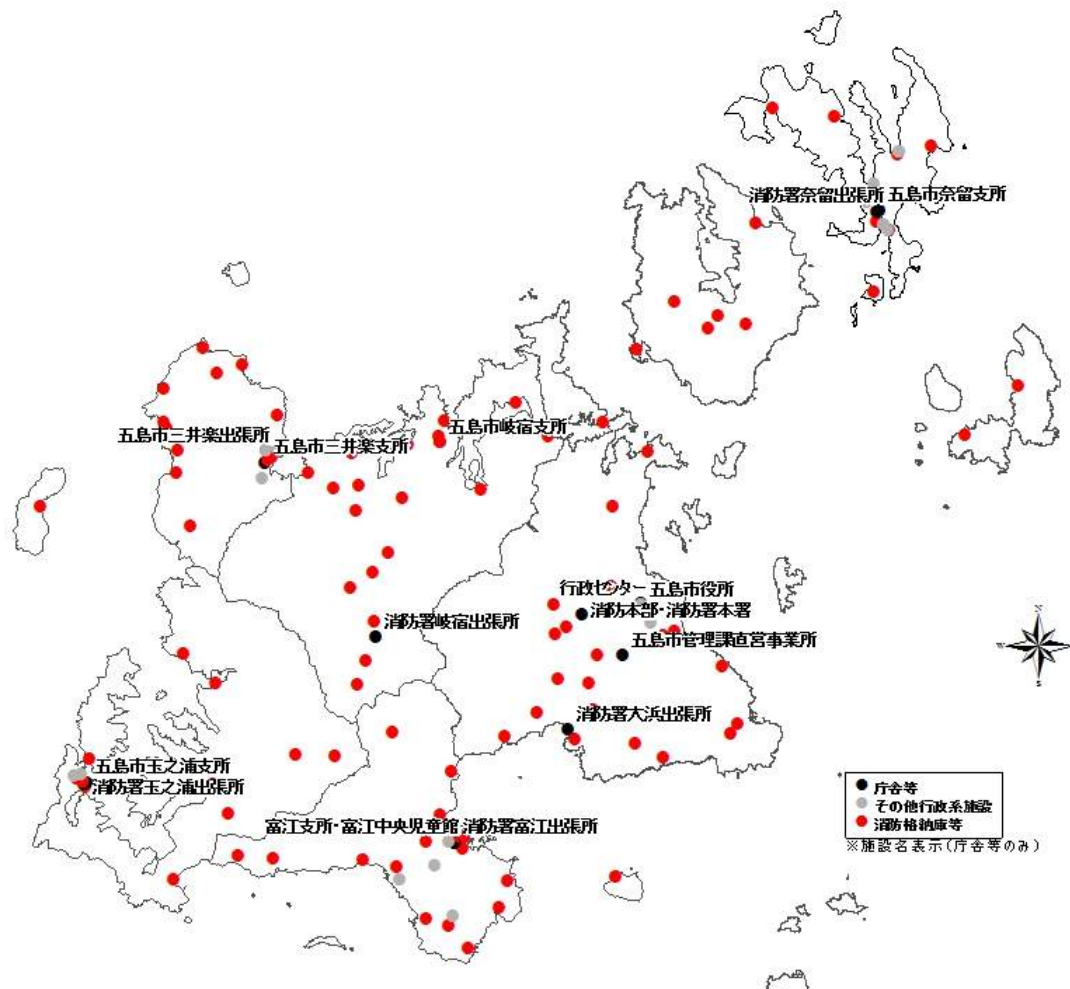 消防署奈留出張所 五島市奈留支所
五島市岐宿支所
五島市三井楽出張所
五島市三井楽支所
行政センター 五島市役所
消防本部・消防署本署
消防署岐宿出張所
五島市管理課直営事業所
消防署大浜出張所
五島市玉之浦支所
消防署玉之浦出張所
富江支所・富江中央児童館 消防署富江出張所
N
W
S
庁舎等
その他行政系施設
消防格納庫等
※施設名表示(庁舎等のみ)